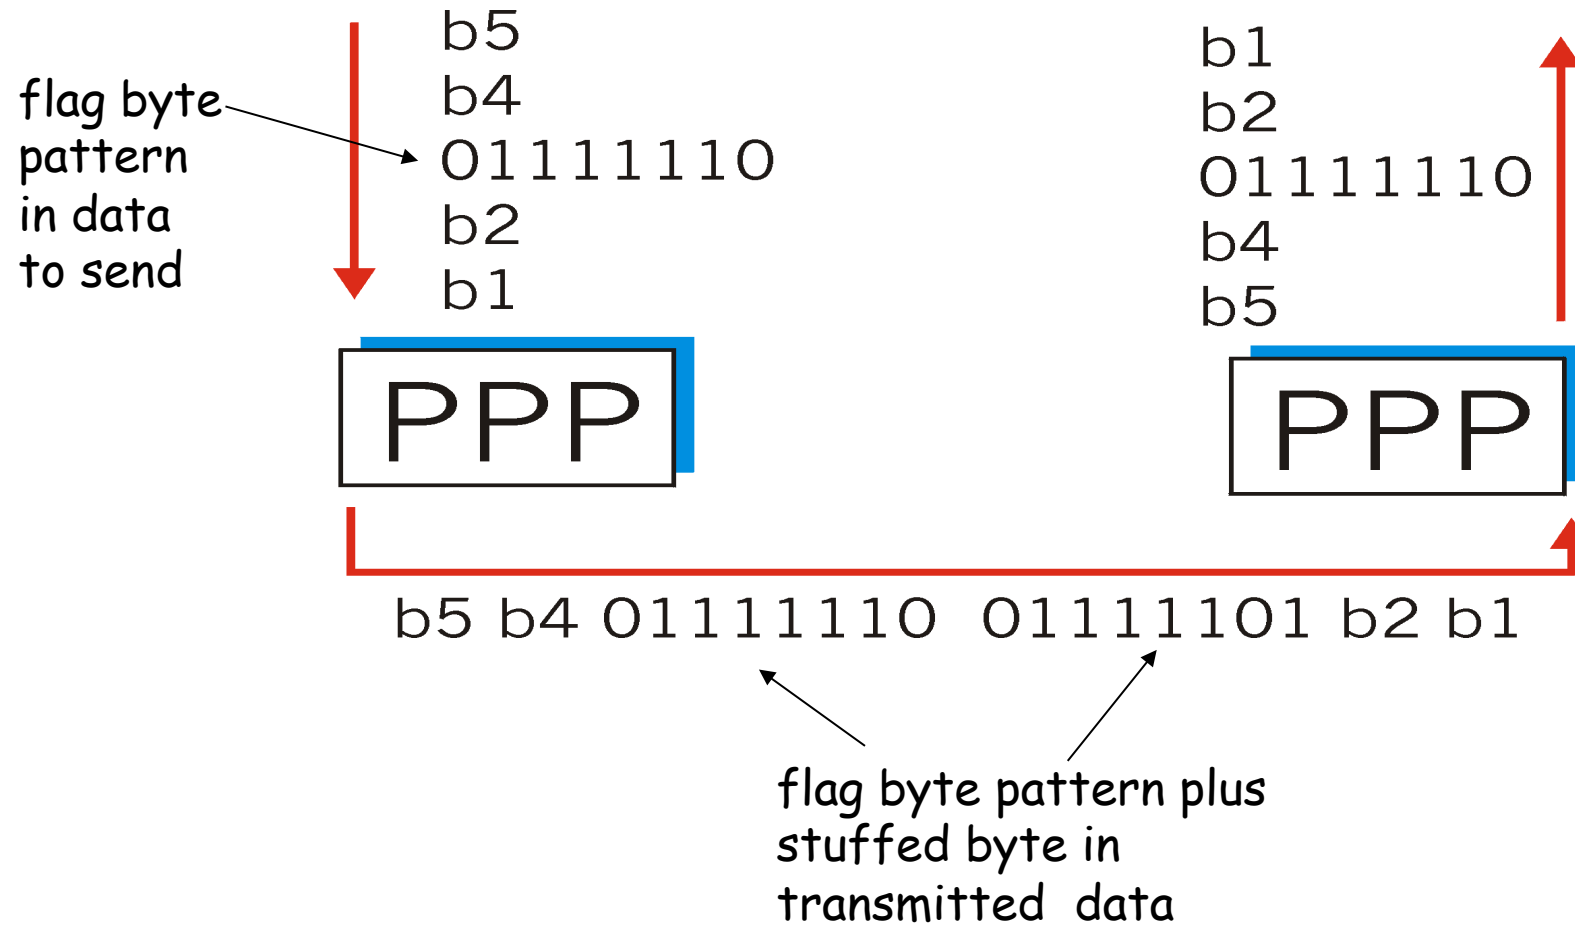 flag byte
pattern
in data
to send
b5
b4
01111110
b2
b1
PPP
b1
b2
01111110
b4
b5
PPP
b5 b4 01111110 01111101 b2 b1
flag byte pattern plus
stuffed byte in
transmitted data